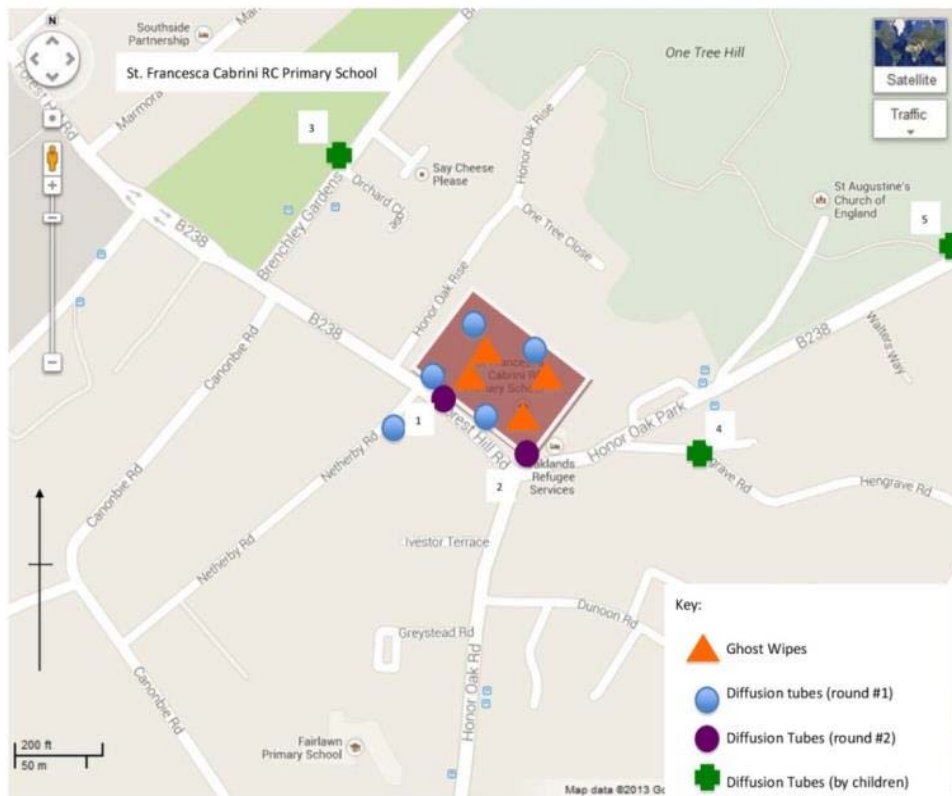 N
Southside
Partnership
Marmora
St. Francesca Cabrini RC Primary School
One Tree Hill
Satellite
Traffic
3
Say Cheese
Please
Honor Oak Rise
Orchard
Brenchley Gardens
St Augustine's
Church of
England
5
One Tree Close
B238
Honor Oak Rise
B238
B238
Canonbie Rd
Walters Way
Cabrini RC
1
Forest Hill Rd
Honor Oak Park
4
Netherby Rd
Oaklands
Refugee
Services
2
Hengrave Rd
Canonbie Rd
Ivestor Terrace
Netherby Rd
Dunoon Rd
Greystead Rd
Canonbie Rd
Honor Oak Rd
Fairlawn
Primary School
200 ft
50 m
Key:
Ghost Wipes
Diffusion tubes (round #1)
Diffusion Tubes (round #2)
Diffusion Tubes (by children)
Map data ©2013